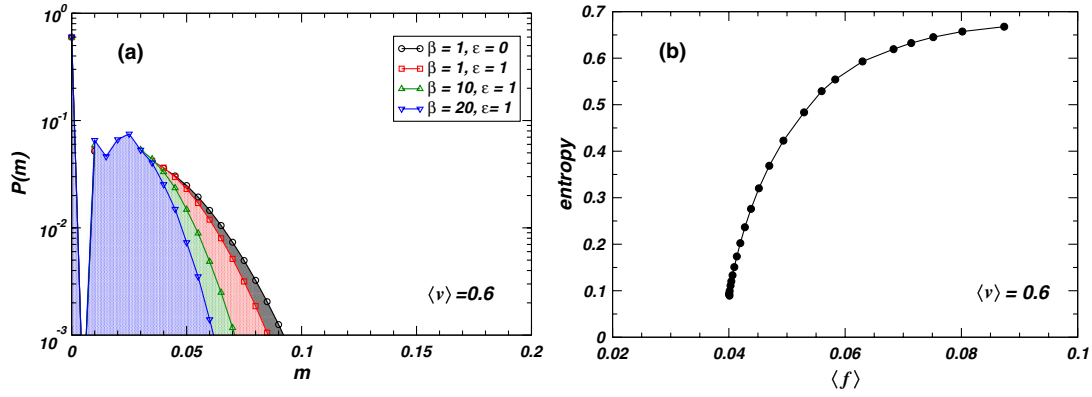 (a)
β = 1, ε = 0
β = 1, ε = 1
β = 10, ε = 1
β = 20, ε= 1
10⁰
10⁻¹
10⁻²
10⁻³
P(m)
⟨v⟩=0.6
0 0.05 0.1 0.15 0.2
m
(b)
0.7
0.6
0.5
0.4
0.3
0.2
0.1
0
entropy
⟨v⟩ = 0.6
0.02 0.04 0.06 0.08 0.1
⟨f⟩